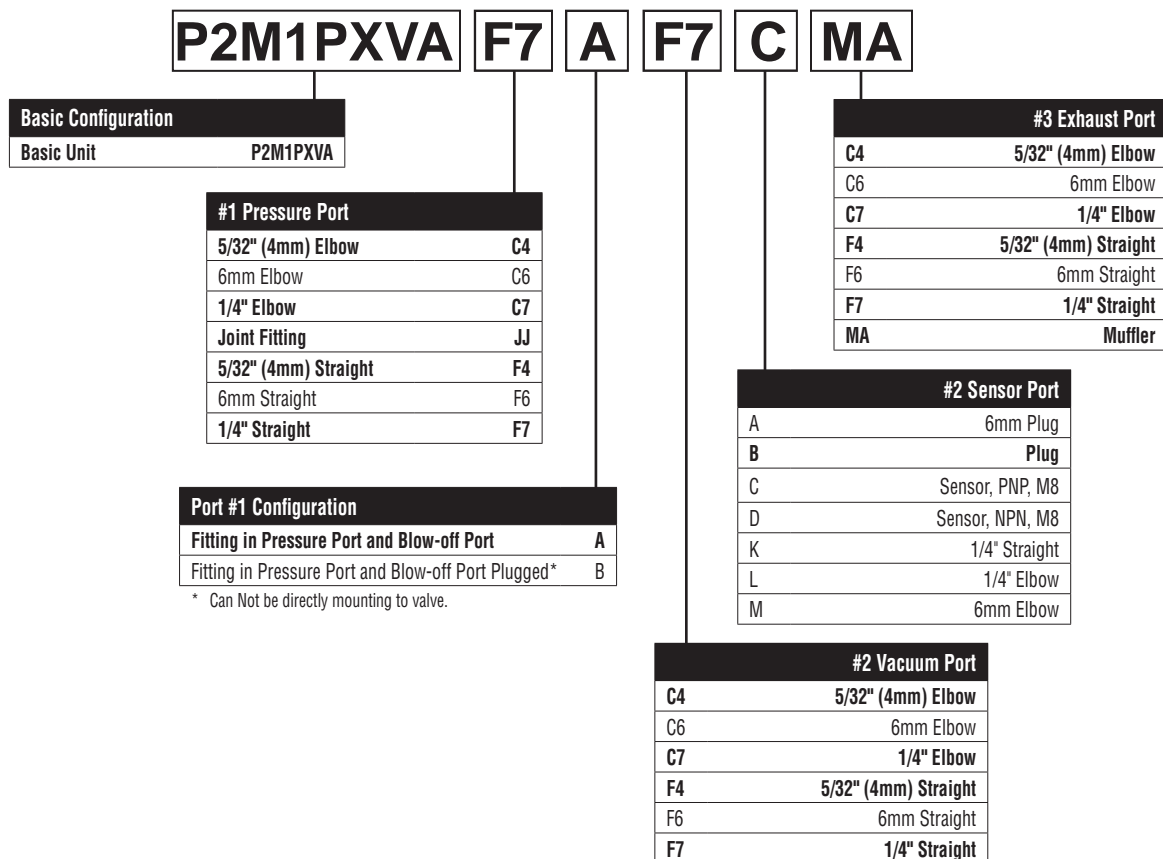 P2M1PXVA F7 A F7 C MA
Basic Configuration
Basic Unit P2M1PXVA
#1 Pressure Port
5/32" (4mm) Elbow C4
6mm Elbow C6
1/4" Elbow C7
Joint Fitting JJ
5/32" (4mm) Straight F4
6mm Straight F6
1/4" Straight F7
Port #1 Configuration
Fitting in Pressure Port and Blow-off Port A
Fitting in Pressure Port and Blow-off Port Plugged* B
* Can Not be directly mounting to valve.
#3 Exhaust Port
C4 5/32" (4mm) Elbow
C6 6mm Elbow
C7 1/4" Elbow
F4 5/32" (4mm) Straight
F6 6mm Straight
F7 1/4" Straight
MA Muffler
#2 Sensor Port
A 6mm Plug
B Plug
C Sensor, PNP, M8
D Sensor, NPN, M8
K 1/4" Straight
L 1/4" Elbow
M 6mm Elbow
#2 Vacuum Port
C4 5/32" (4mm) Elbow
C6 6mm Elbow
C7 1/4" Elbow
F4 5/32" (4mm) Straight
F6 6mm Straight
F7 1/4" Straight